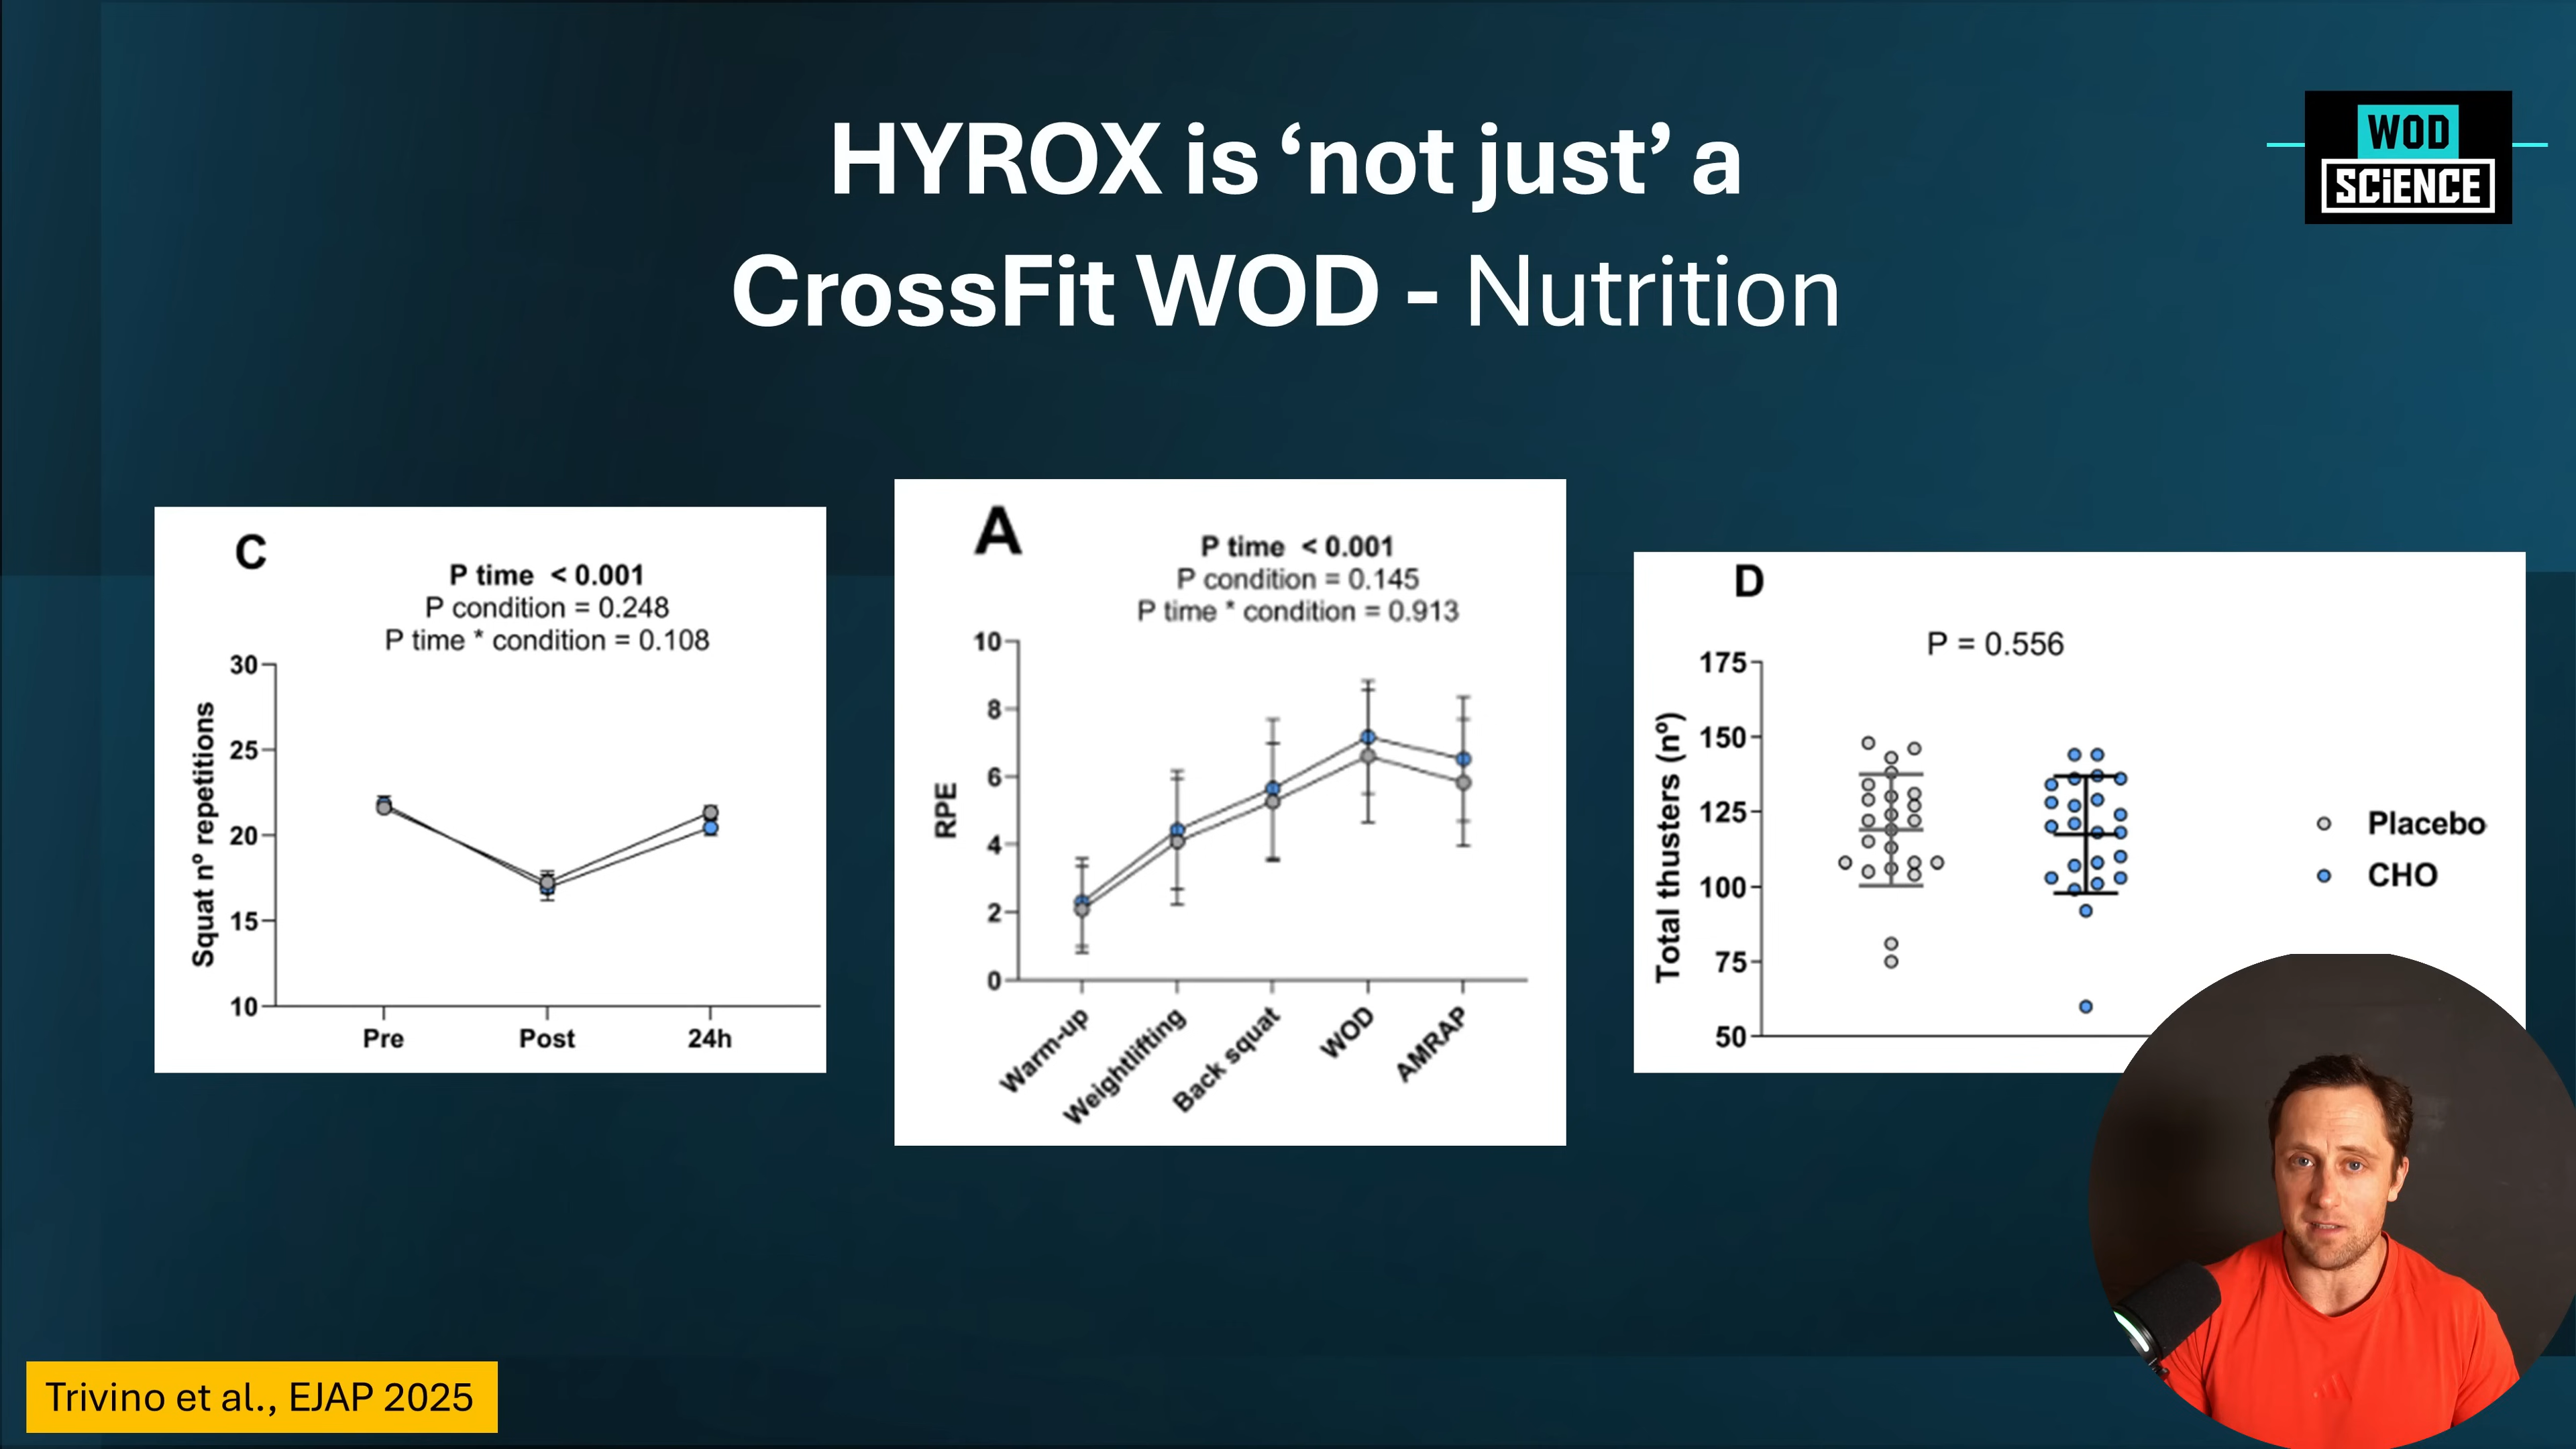 HYROX is ‘not just’ a
CrossFit WOD - Nutrition
WOD
SCiENCE
C
P time < 0.001
P condition = 0.248
P time * condition = 0.108
Squat nº repetitions
30
25
20
15
10
Pre
Post
24h
A
P time < 0.001
P condition = 0.145
P time * condition = 0.913
RPE
10
8
6
4
2
0
Warm-up
Weightlifting
Back squat
WOD
AMRAP
D
P = 0.556
Total thusters (nº)
175
150
125
100
75
50
Placebo
CHO
Trivino et al., EJAP 2025